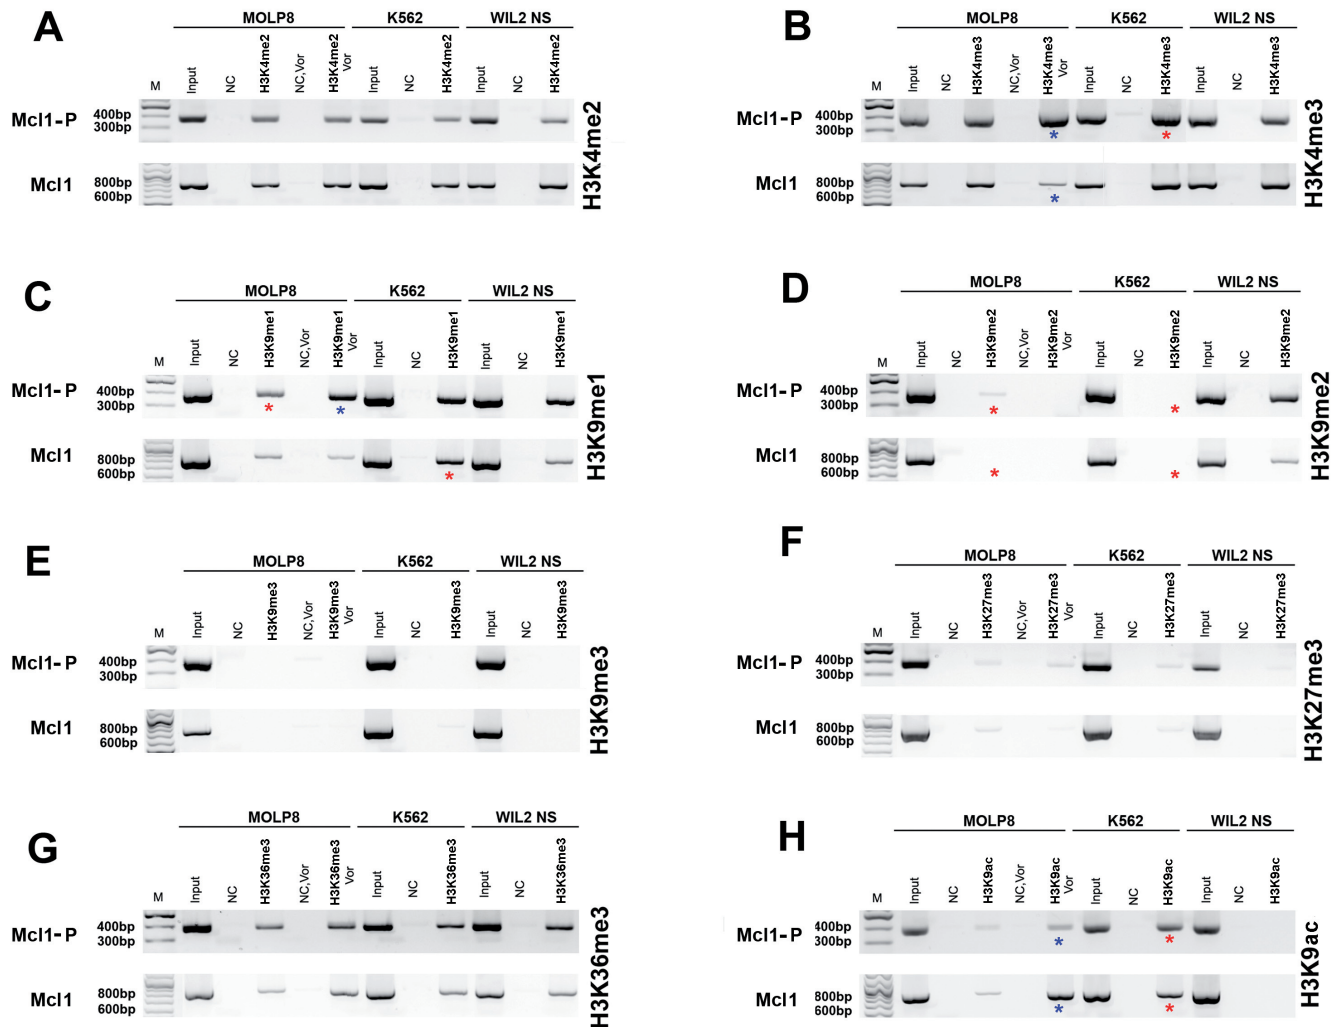 A
MOLP8 K562 WIL2 NS
M Input NC H3K4me2 NC,Vor H3K4me2 Vor Input NC H3K4me2 Input NC H3K4me2
Mcl1-P 400bp 300bp
Mcl1 800bp 600bp
H3K4me2
B
MOLP8 K562 WIL2 NS
M Input NC H3K4me3 NC,Vor H3K4me3 Vor Input NC H3K4me3 Input NC H3K4me3
Mcl1-P 400bp 300bp * *
Mcl1 800bp 600bp *
H3K4me3
C
MOLP8 K562 WIL2 NS
M Input NC H3K9me1 NC,Vor H3K9me1 Vor Input NC H3K9me1 Input NC H3K9me1
Mcl1-P 400bp 300bp * *
Mcl1 800bp 600bp *
H3K9me1
D
MOLP8 K562 WIL2 NS
M Input NC H3K9me2 NC,Vor H3K9me2 Vor Input NC H3K9me2 Input NC H3K9me2
Mcl1-P 400bp 300bp * *
Mcl1 800bp 600bp * *
H3K9me2
E
MOLP8 K562 WIL2 NS
M Input NC H3K9me3 NC,Vor H3K9me3 Vor Input NC H3K9me3 Input NC H3K9me3
Mcl1-P 400bp 300bp
Mcl1 800bp 600bp
H3K9me3
F
MOLP8 K562 WIL2 NS
M Input NC H3K27me3 NC,Vor H3K27me3 Vor Input NC H3K27me3 Input NC H3K27me3
Mcl1-P 400bp 300bp
Mcl1 800bp 600bp
H3K27me3
G
MOLP8 K562 WIL2 NS
M Input NC H3K36me3 NC,Vor H3K36me3 Vor Input NC H3K36me3 Input NC H3K36me3
Mcl1-P 400bp 300bp
Mcl1 800bp 600bp
H3K36me3
H
MOLP8 K562 WIL2 NS
M Input NC H3K9ac NC,Vor H3K9ac Vor Input NC H3K9ac Input NC H3K9ac
Mcl1-P 400bp 300bp * *
Mcl1 800bp 600bp * *
H3K9ac